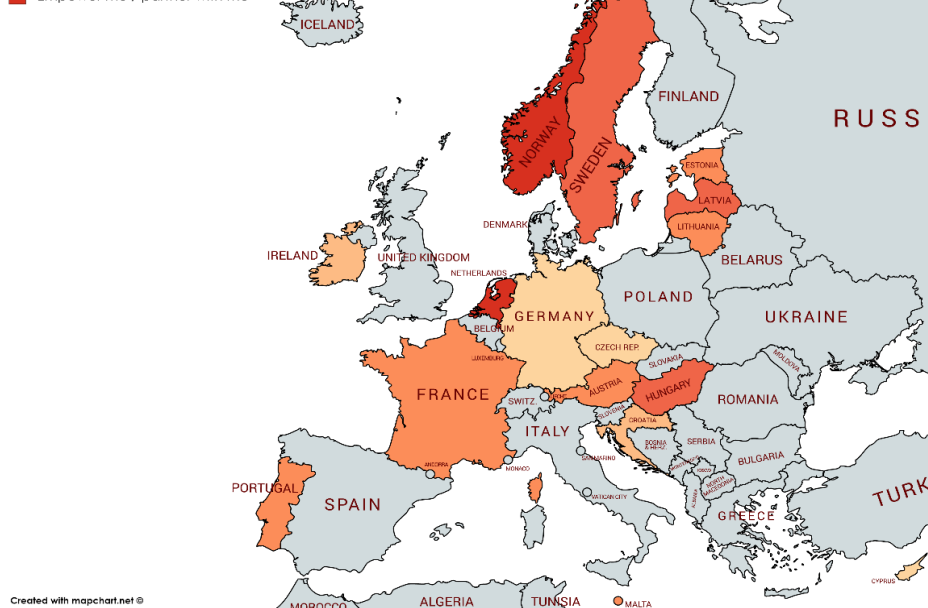 ICELAND
FINLAND
RUSS
NORWAY
SWEDEN
ESTONIA
LATVIA
LITHUANIA
DENMARK
IRELAND
UNITED KINGDOM
BELARUS
NETHERLANDS
POLAND
GERMANY
UKRAINE
BELGIUM
CZECH REP.
LUXEMBURG
SLOVAKIA
MOLDOVA
FRANCE
AUSTRIA
HUNGARY
SWITZ.
ROMANIA
SLOVENIA
CROATIA
ITALY
BOSNIA
& HERZ.
SERBIA
SAN MARINO
BULGARIA
ANDORRA
MONACO
NORTH
MACEDONIA
PORTUGAL
SPAIN
VATICAN CITY
ALBANIA
TURK
GREECE
CYPRUS
Created with mapchart.net ©
MOROCCO
ALGERIA
TUNISIA
MALTA